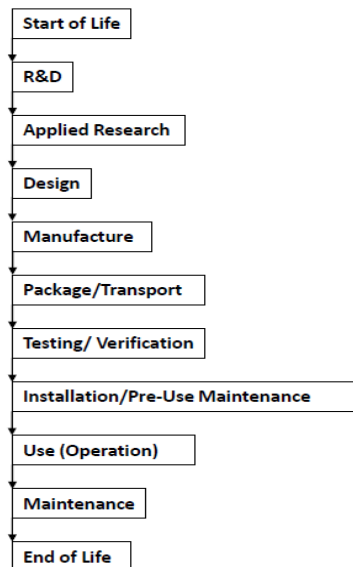 Start of Life
R&D
Applied Research
Design
Manufacture
Package/Transport
Testing/ Verification
Installation/Pre-Use Maintenance
Use (Operation)
Maintenance
End of Life